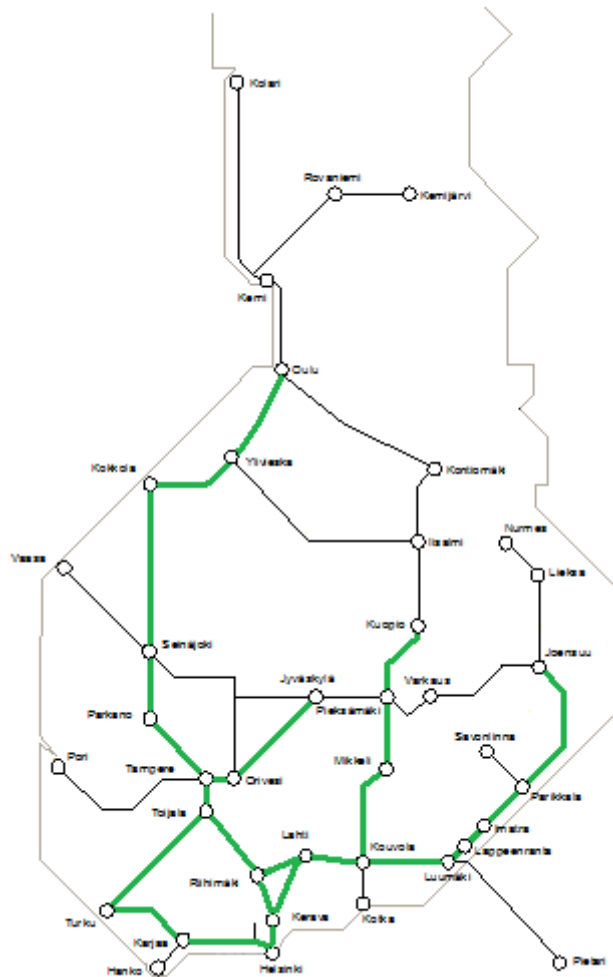 Kolari
Rovaniemi
Kemijärvi
Kemi
Oulu
Ylivieska
Kokkola
Kontiomäki
Iisalmi
Nurmes
Lieksa
Vaasa
Kuopio
Seinäjoki
Joensuu
Jyväskylä
Varkaus
Pieksämäki
Parkano
Savonlinna
Pori
Tampere
Orivesi
Mikkeli
Parikkala
Toijala
Imatra
Lahti
Kouvola
Lappeenranta
Riihimäki
Luumäki
Turku
Kerava
Kotka
Karjaa
Helsinki
Hanko
Pietari